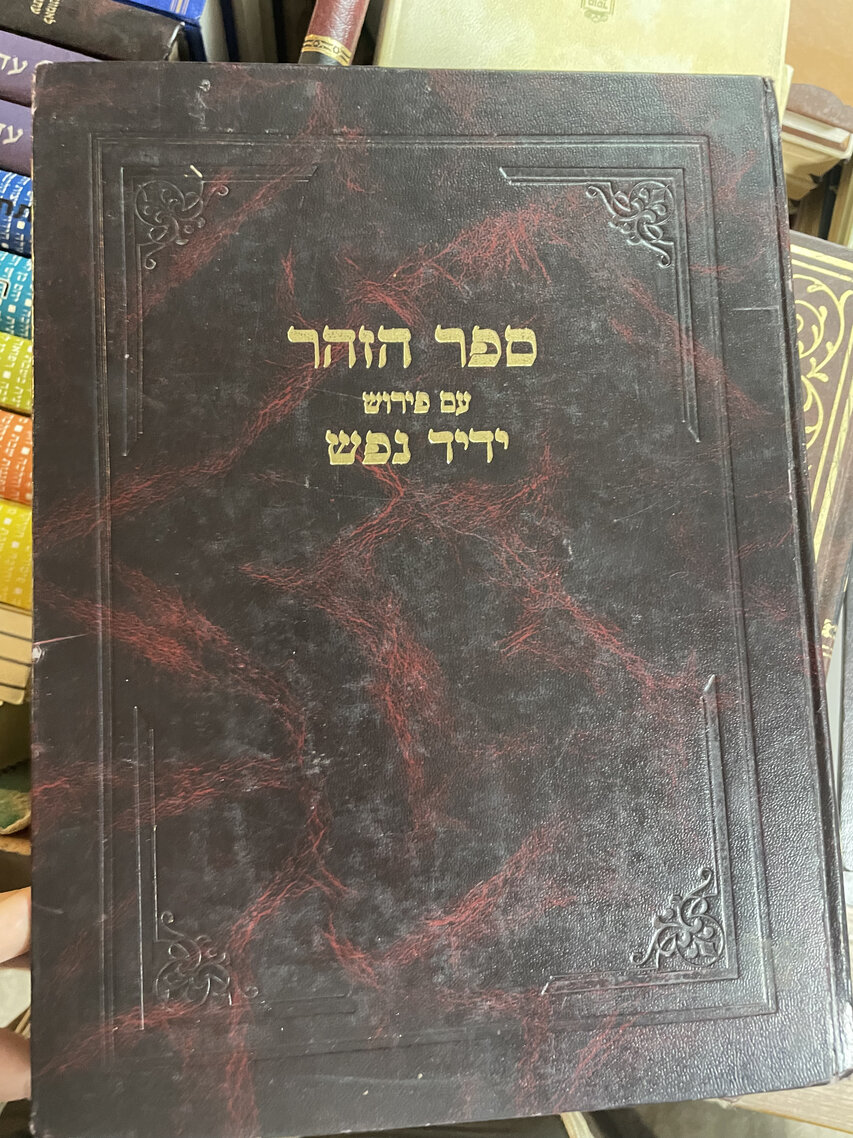 ספר הזהר
עם פירוש
ידיד נפש